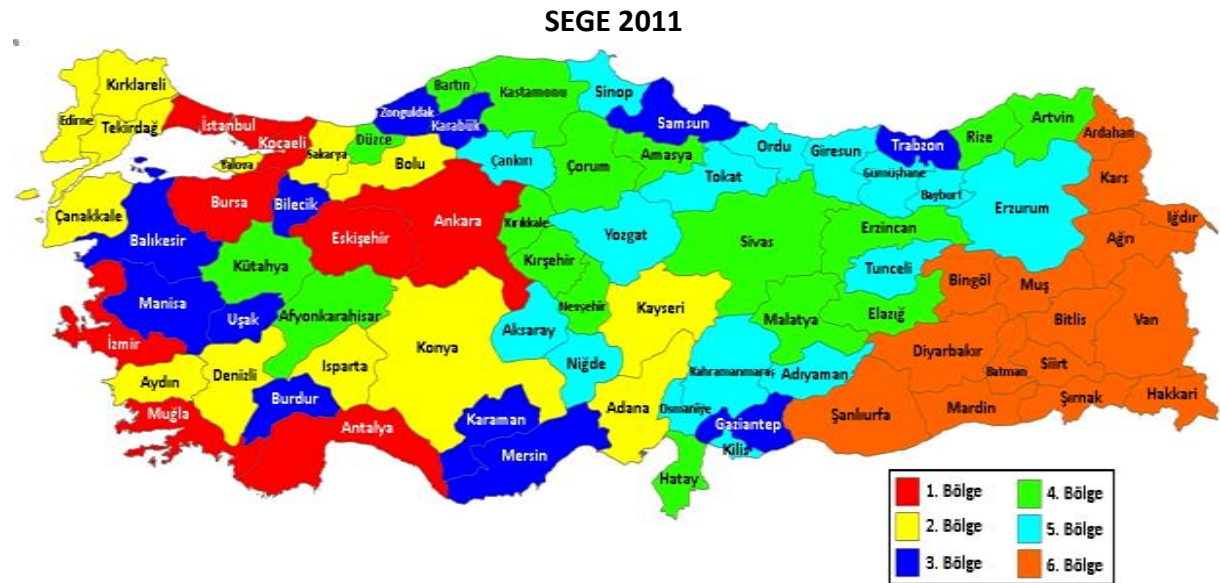 SEGE 2011
Kırklareli
Edirne
Tekirdağ
İstanbul
Kocaeli
Yalova
Sakarya
Düzce
Bolu
Zonguldak
Bartın
Karabük
Kastamonu
Sinop
Çankırı
Samsun
Çorum
Amasya
Ordu
Tokat
Giresun
Gümüşhane
Trabzon
Bayburt
Rize
Artvin
Ardahan
Kars
Erzurum
Iğdır
Ağrı
Çanakkale
Balıkesir
Bursa
Bilecik
Eskişehir
Ankara
Kırıkkale
Kırşehir
Yozgat
Sivas
Erzincan
Tunceli
Bingöl
Muş
Bitlis
Van
Kütahya
Manisa
Uşak
Afyonkarahisar
Konya
Aksaray
Nevşehir
Kayseri
Malatya
Elazığ
Diyarbakır
Batman
Siirt
Şırnak
Hakkari
İzmir
Aydın
Denizli
Isparta
Niğde
Kahramanmaraş
Adıyaman
Şanlıurfa
Mardin
Muğla
Burdur
Antalya
Karaman
Mersin
Adana
Osmaniye
Gaziantep
Kilis
Hatay
1. Bölge
2. Bölge
3. Bölge
4. Bölge
5. Bölge
6. Bölge